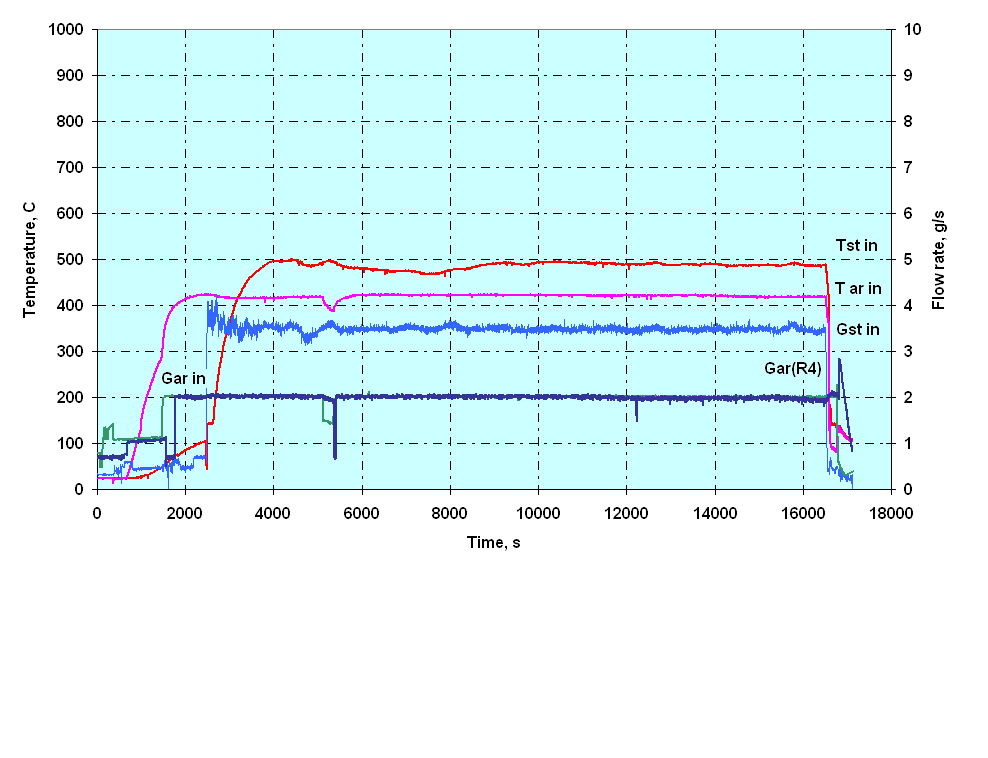 1000
10
900
9
800
8
700
7
600
6
Temperature, C
Flow rate, g/s
500
5
Tst in
400
4
T ar in
Gst in
300
3
Gar in
Gar(R4)
200
2
100
1
0
0
0 2000 4000 6000 8000 10000 12000 14000 16000 18000
Time, s